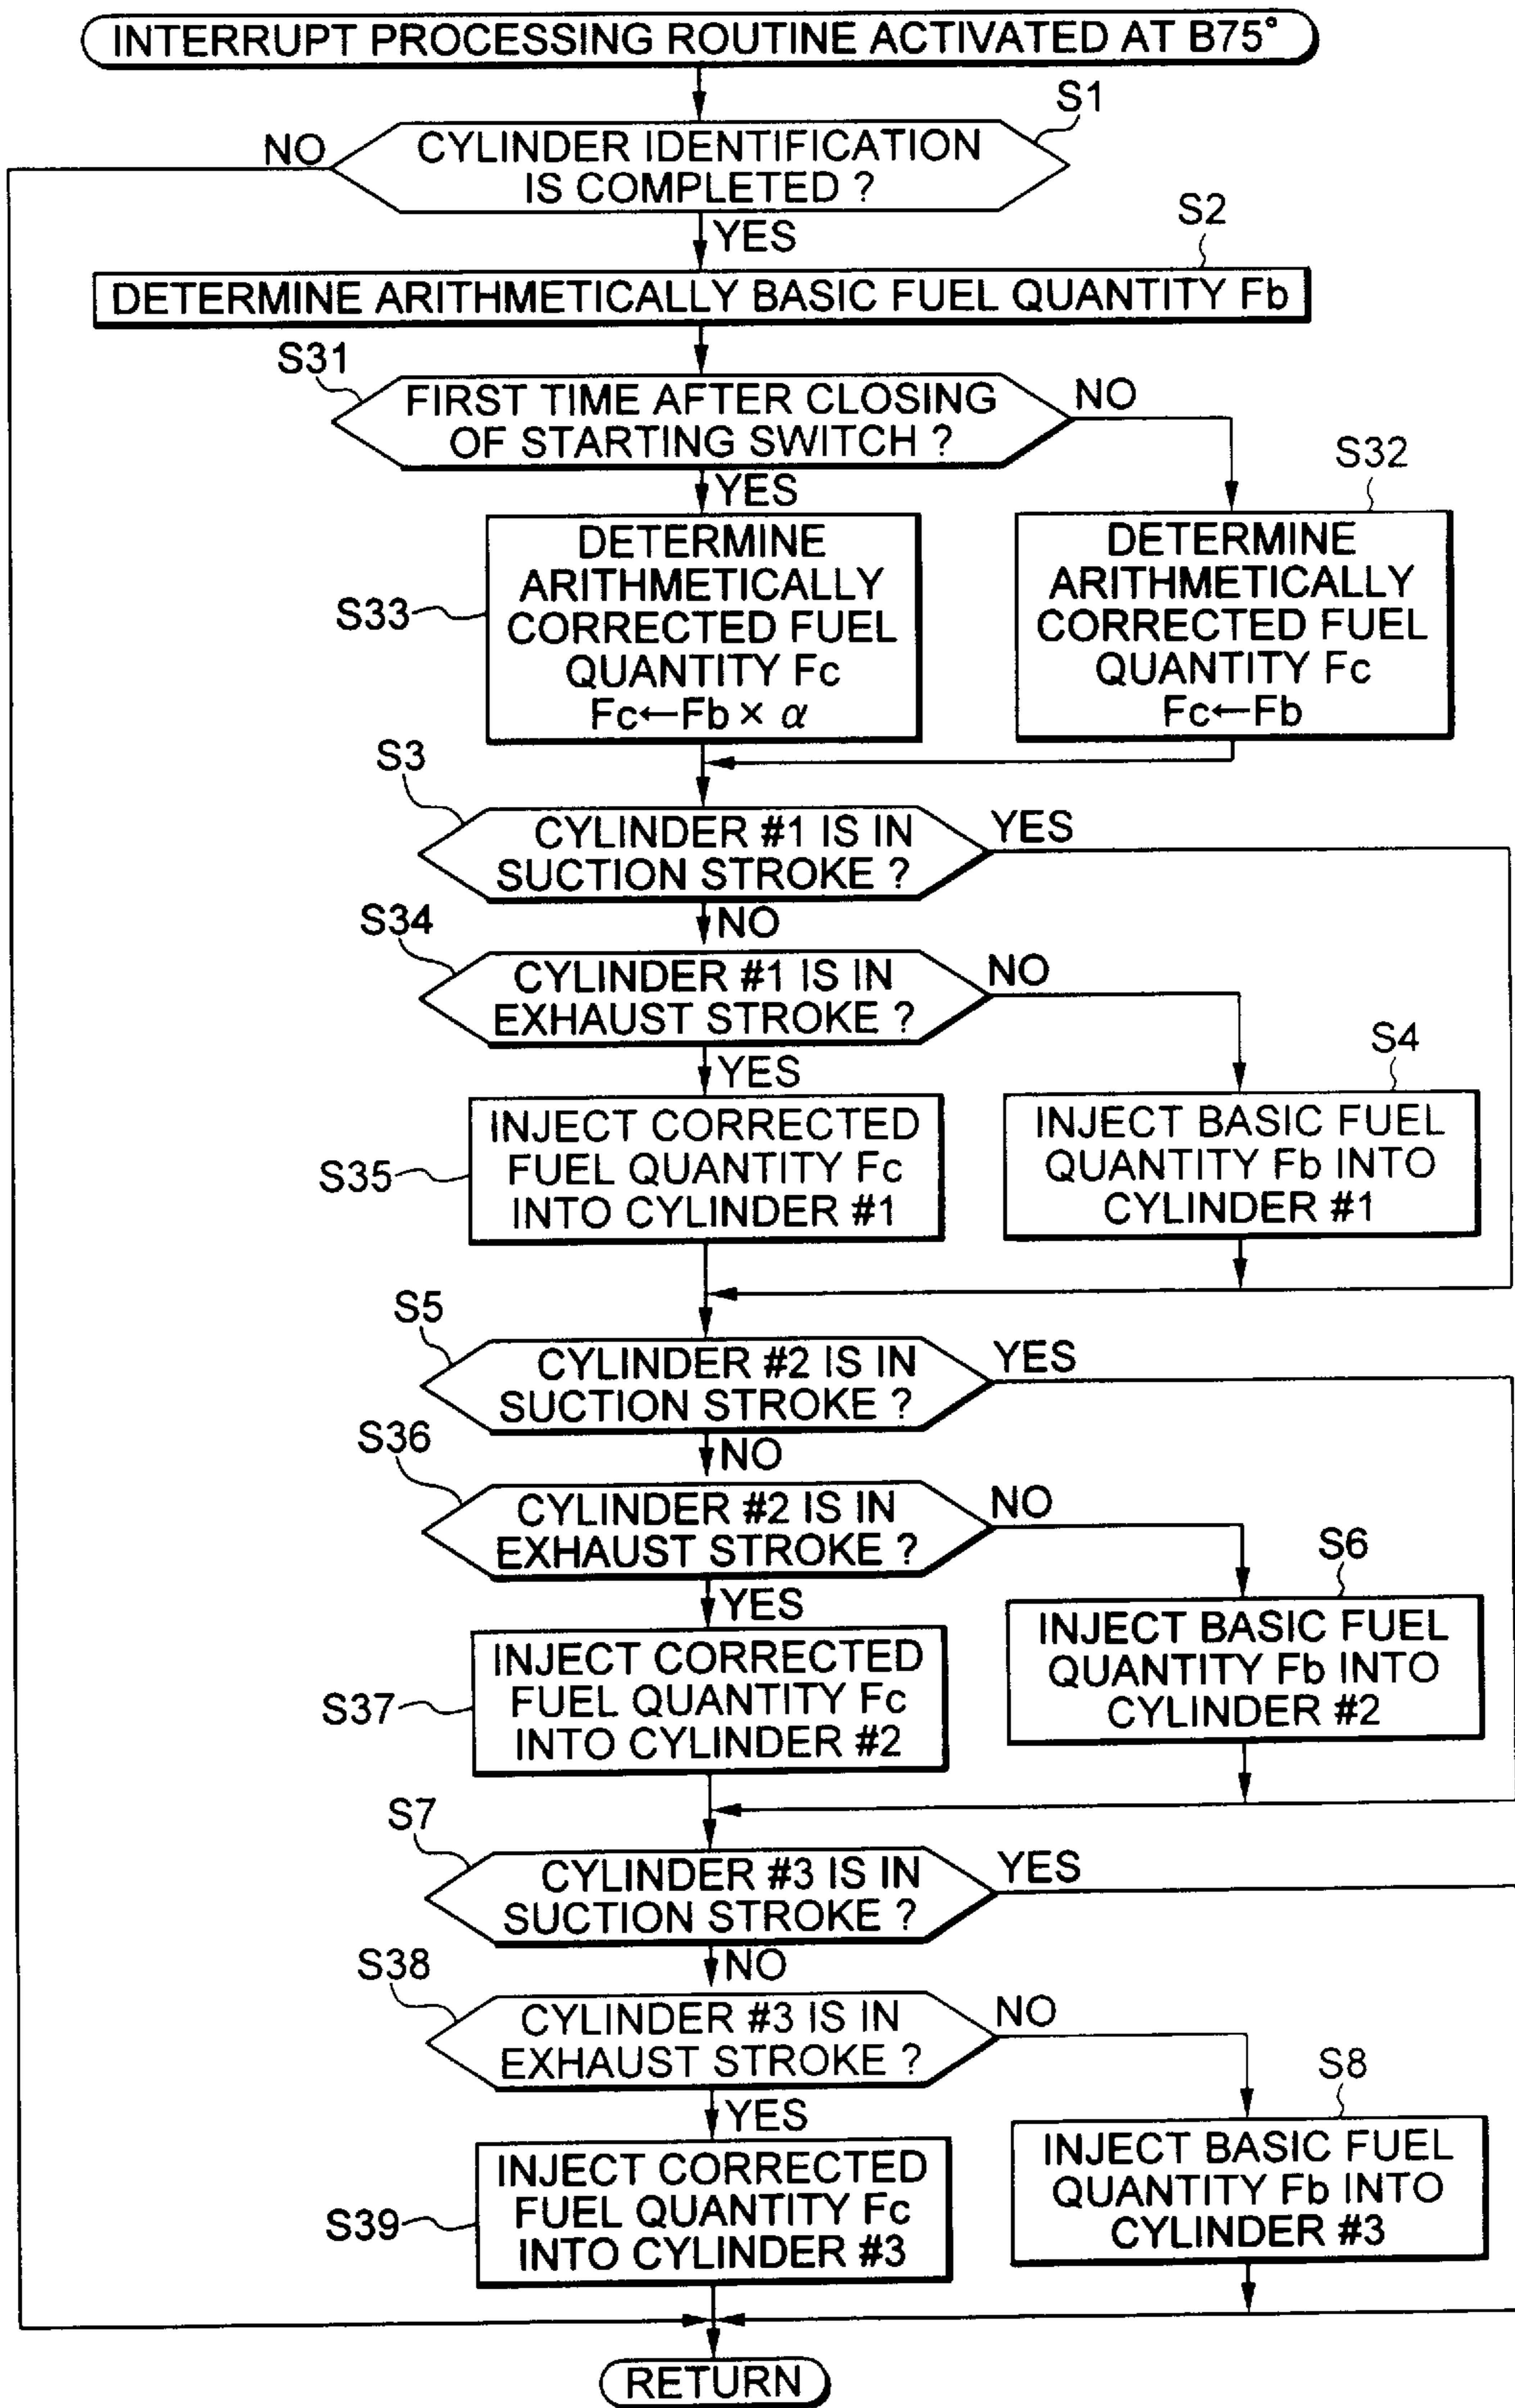 INTERRUPT PROCESSING ROUTINE ACTIVATED AT B75°
S1
NO
CYLINDER IDENTIFICATION
IS COMPLETED ?
YES
S2
DETERMINE ARITHMETICALLY BASIC FUEL QUANTITY Fb
S31
FIRST TIME AFTER CLOSING
OF STARTING SWITCH ?
NO
YES
S32
S33
DETERMINE
ARITHMETICALLY
CORRECTED FUEL
QUANTITY Fc
Fc←Fb × α
DETERMINE
ARITHMETICALLY
CORRECTED FUEL
QUANTITY Fc
Fc←Fb
S3
CYLINDER #1 IS IN
SUCTION STROKE ?
YES
NO
S34
CYLINDER #1 IS IN
EXHAUST STROKE ?
NO
YES
S4
S35
INJECT CORRECTED
FUEL QUANTITY Fc
INTO CYLINDER #1
INJECT BASIC FUEL
QUANTITY Fb INTO
CYLINDER #1
S5
CYLINDER #2 IS IN
SUCTION STROKE ?
YES
NO
S36
CYLINDER #2 IS IN
EXHAUST STROKE ?
NO
YES
S6
S37
INJECT CORRECTED
FUEL QUANTITY Fc
INTO CYLINDER #2
INJECT BASIC FUEL
QUANTITY Fb INTO
CYLINDER #2
S7
CYLINDER #3 IS IN
SUCTION STROKE ?
YES
NO
S38
CYLINDER #3 IS IN
EXHAUST STROKE ?
NO
YES
S8
S39
INJECT CORRECTED
FUEL QUANTITY Fc
INTO CYLINDER #3
INJECT BASIC FUEL
QUANTITY Fb INTO
CYLINDER #3
RETURN